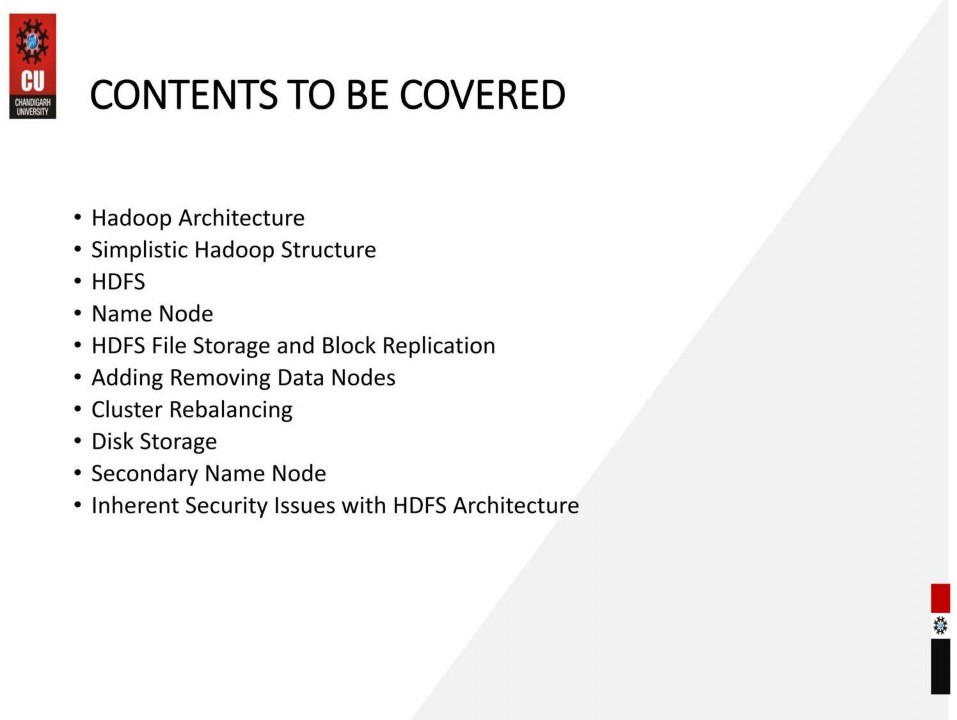 CU
CHANDIGARH
UNIVERSITY
CONTENTS TO BE COVERED
• Hadoop Architecture
• Simplistic Hadoop Structure
• HDFS
• Name Node
• HDFS File Storage and Block Replication
• Adding Removing Data Nodes
• Cluster Rebalancing
• Disk Storage
• Secondary Name Node
• Inherent Security Issues with HDFS Architecture